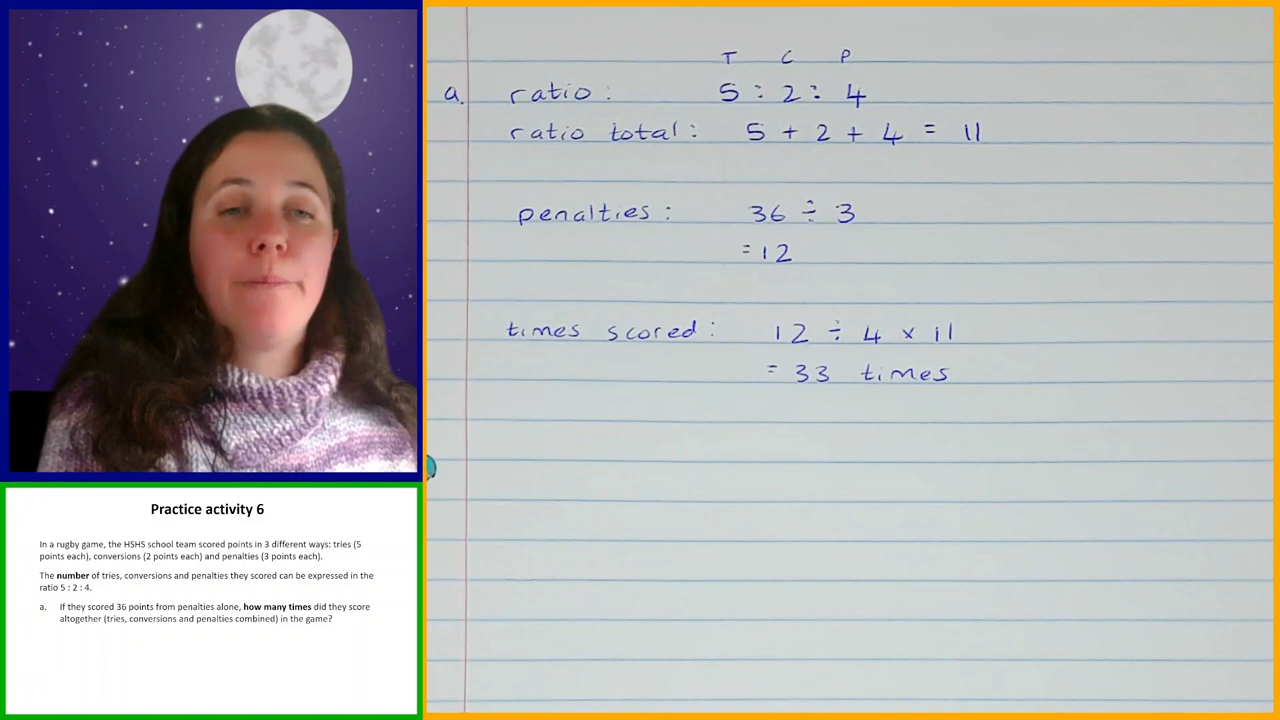 T C P
a. ratio : 5 : 2 : 4
ratio total : 5 + 2 + 4 = 11
penalties : 36 ÷ 3
= 12
times scored : 12 ÷ 4 × 11
= 33 times
Practice activity 6
In a rugby game, the HSHS school team scored points in 3 different ways: tries (5
points each), conversions (2 points each) and penalties (3 points each).
The number of tries, conversions and penalties they scored can be expressed in the
ratio 5 : 2 : 4.
a. If they scored 36 points from penalties alone, how many times did they score
altogether (tries, conversions and penalties combined) in the game?